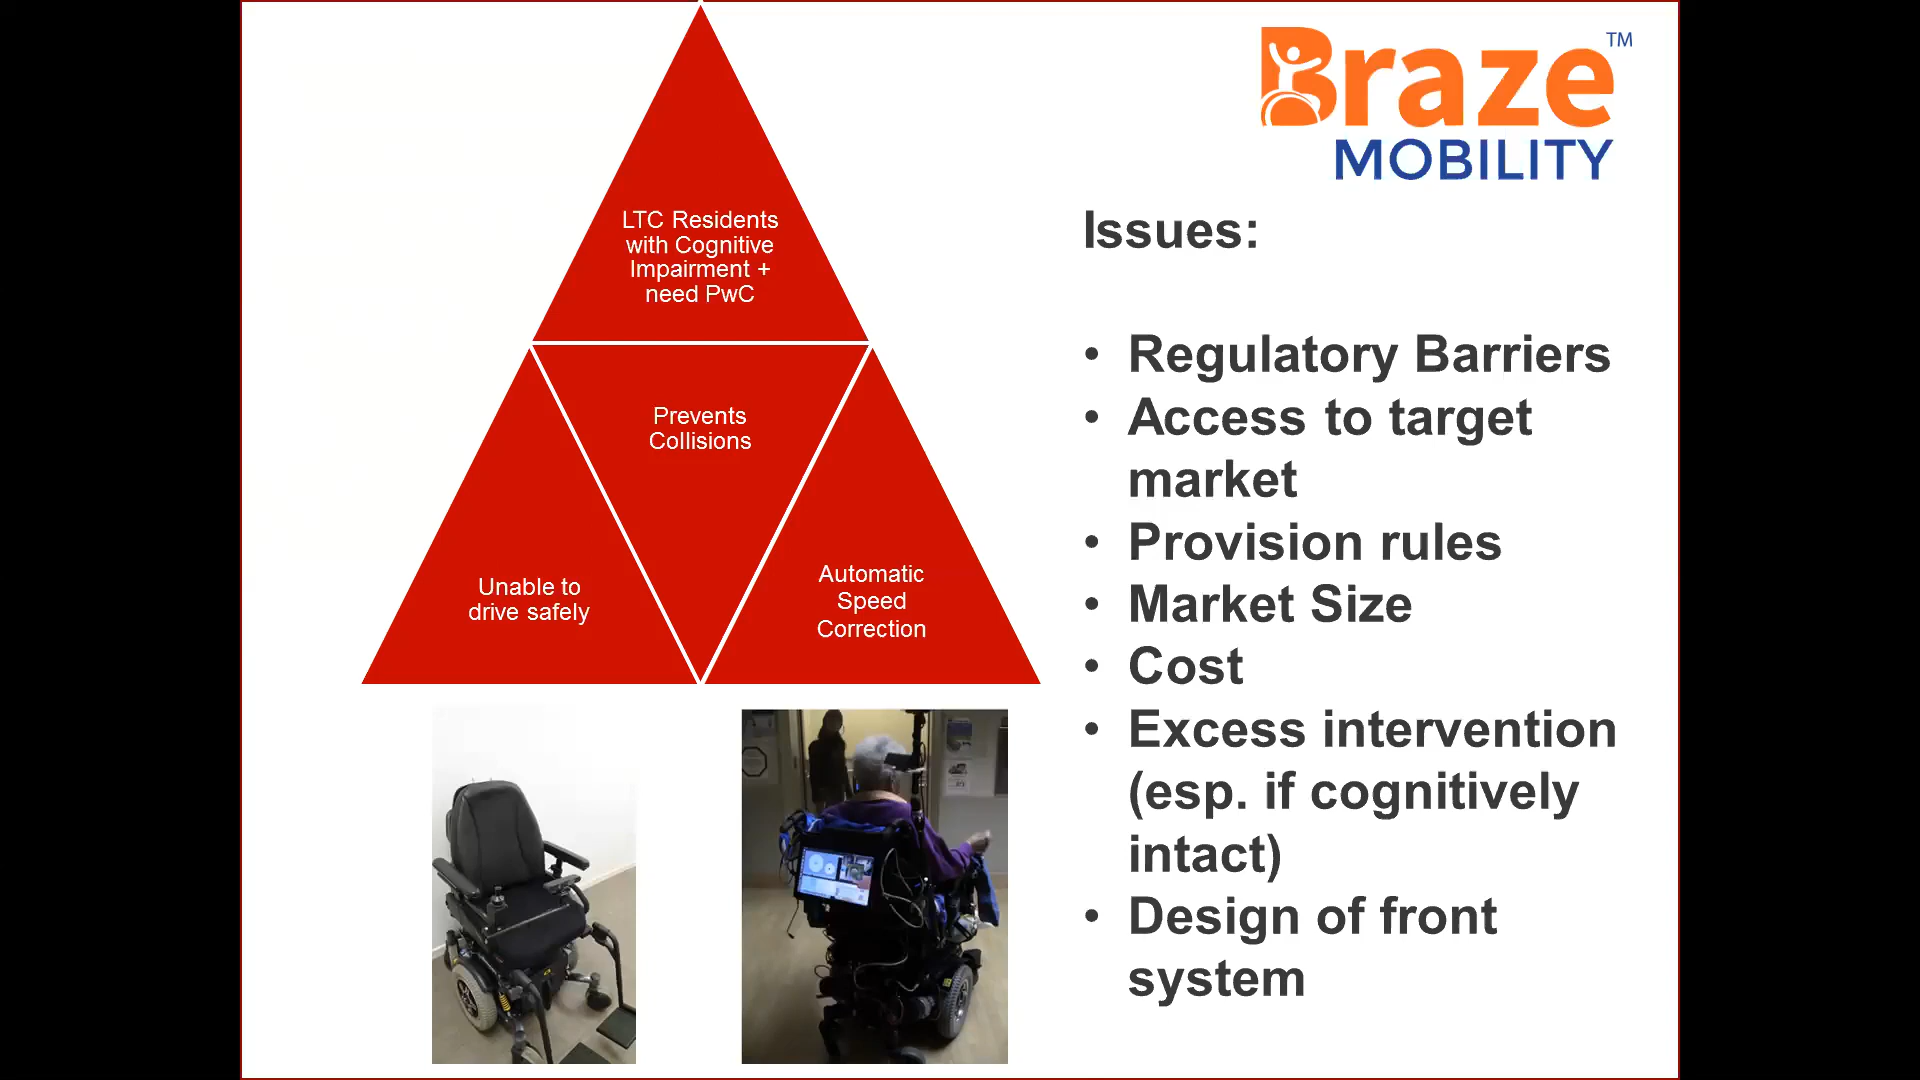 Braze™
MOBILITY
LTC Residents
with Cognitive
Impairment +
need PwC
Prevents
Collisions
Unable to
drive safely
Automatic
Speed
Correction
Issues:
• Regulatory Barriers
• Access to target
market
• Provision rules
• Market Size
• Cost
• Excess intervention
(esp. if cognitively
intact)
• Design of front
system